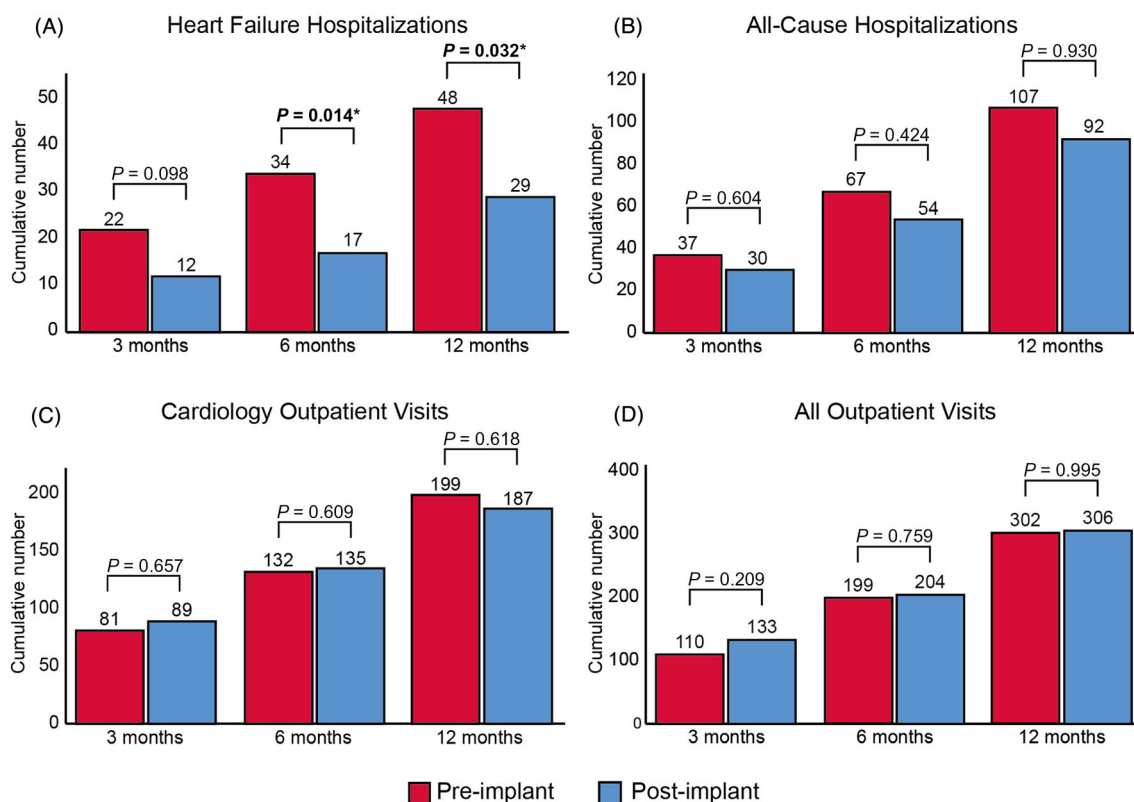 (A) Heart Failure Hospitalizations
P = 0.032*
P = 0.014*
P = 0.098
Cumulative number
50
40
30
20
10
0
22
12
34
17
48
29
3 months
6 months
12 months
(B) All-Cause Hospitalizations
P = 0.930
P = 0.424
P = 0.604
Cumulative number
120
100
80
60
40
20
0
37
30
67
54
107
92
3 months
6 months
12 months
(C) Cardiology Outpatient Visits
P = 0.618
P = 0.609
P = 0.657
Cumulative number
200
150
100
50
0
81
89
132
135
199
187
3 months
6 months
12 months
(D) All Outpatient Visits
P = 0.995
P = 0.759
P = 0.209
Cumulative number
400
300
200
100
0
110
133
199
204
302
306
3 months
6 months
12 months
Pre-implant
Post-implant